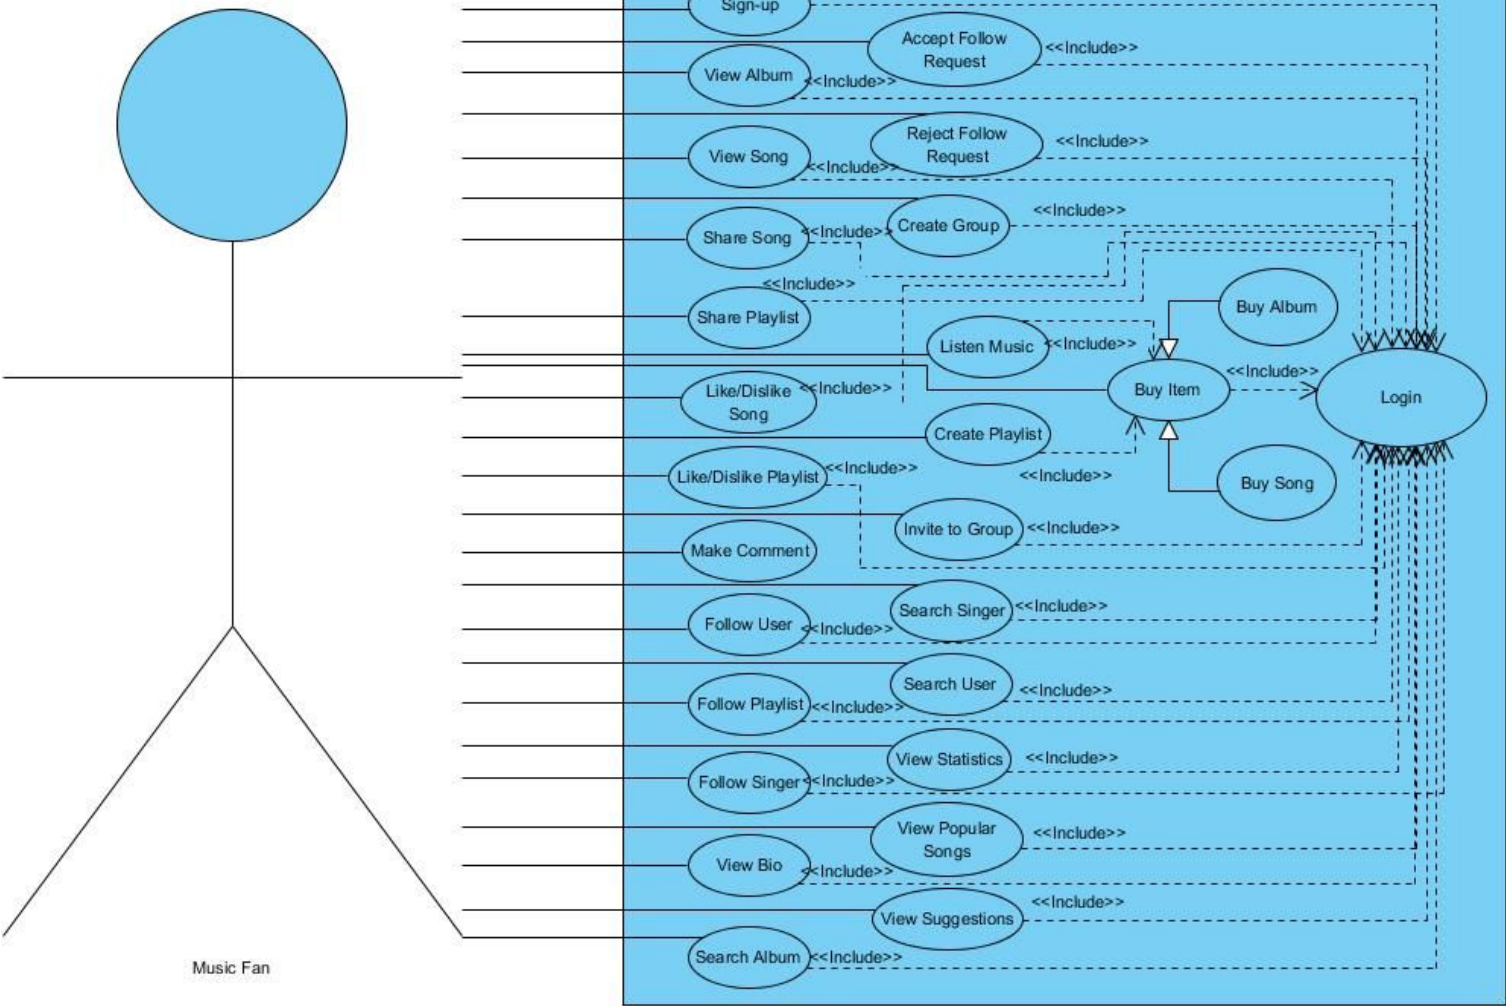 Sign-up
Accept Follow
Request
<<Include>>
View Album
<<Include>>
Reject Follow
Request
<<Include>>
View Song
<<Include>>
Create Group
<<Include>>
Share Song
<<Include>>
<<Include>>
Share Playlist
Buy Album
Listen Music
<<Include>>
Buy Item
<<Include>>
Login
Like/Dislike
Song
<<Include>>
Create Playlist
<<Include>>
Like/Dislike Playlist
<<Include>>
Buy Song
Invite to Group
<<Include>>
Make Comment
Search Singer
<<Include>>
Follow User
<<Include>>
Search User
<<Include>>
Follow Playlist
<<Include>>
View Statistics
<<Include>>
Follow Singer
<<Include>>
View Popular
Songs
<<Include>>
View Bio
<<Include>>
View Suggestions
<<Include>>
Search Album
<<Include>>
Music Fan